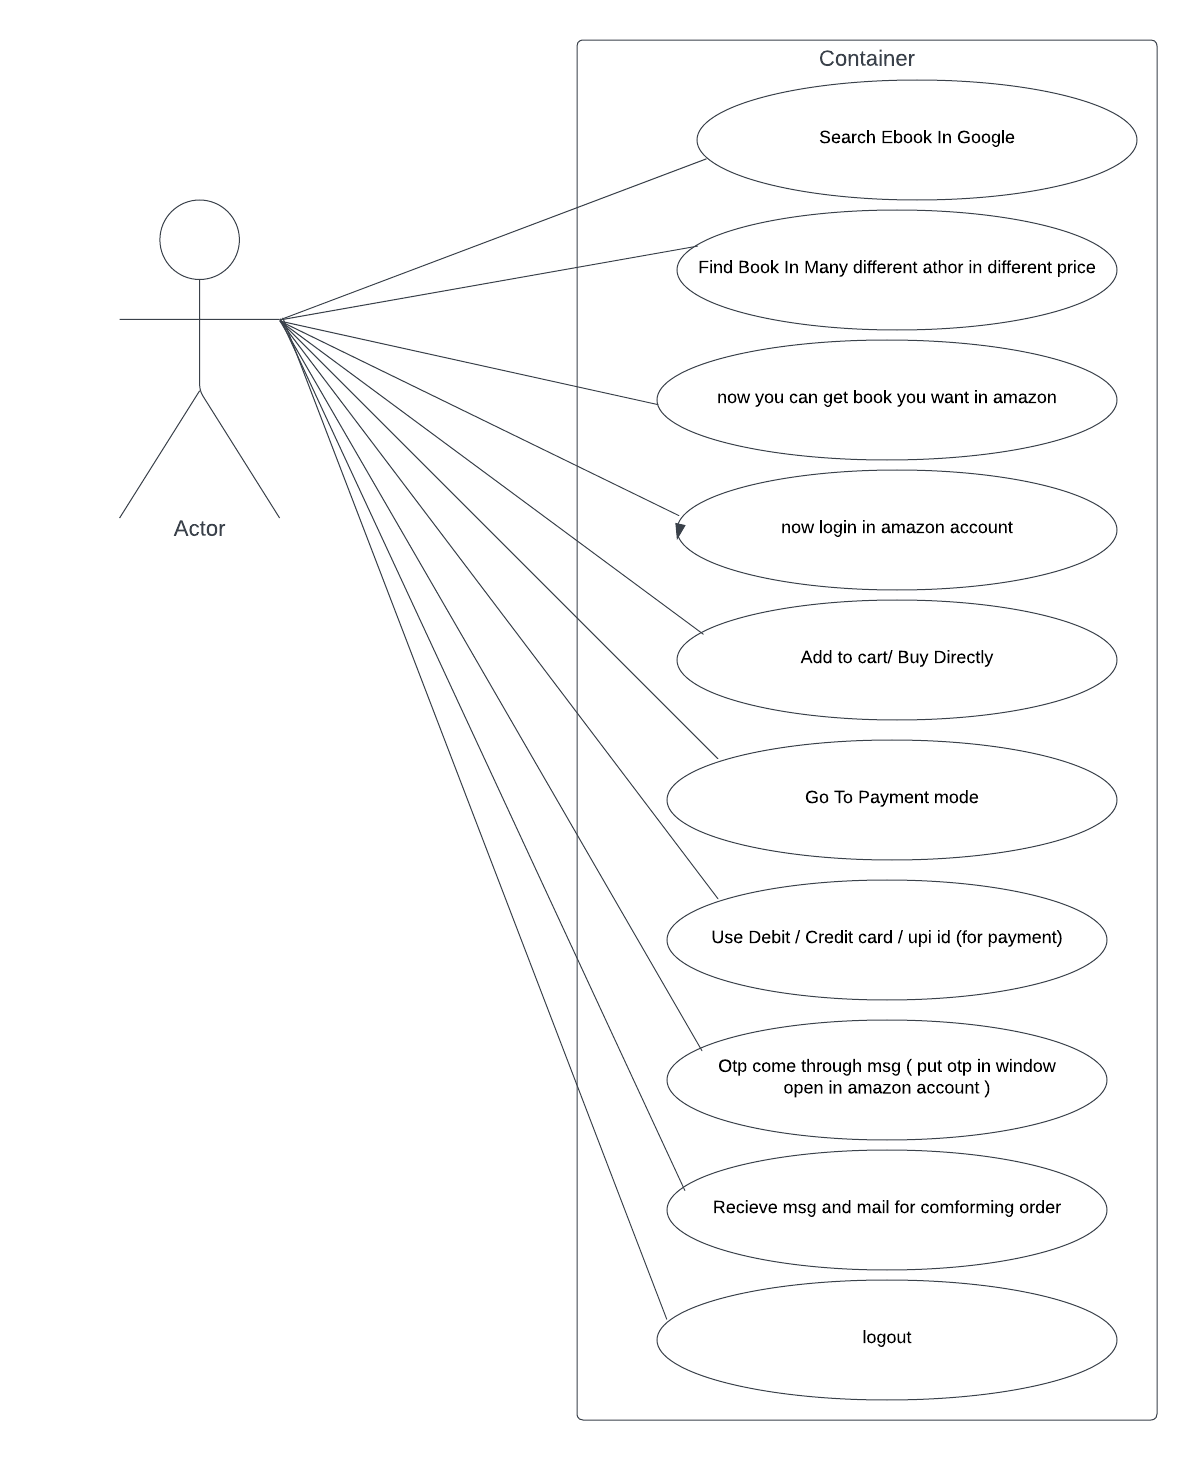 Container
Search Ebook In Google
Find Book In Many different athor in different price
now you can get book you want in amazon
now login in amazon account
Actor
Add to cart/ Buy Directly
Go To Payment mode
Use Debit / Credit card / upi id (for payment)
Otp come through msg ( put otp in window
open in amazon account )
Recieve msg and mail for comforming order
logout